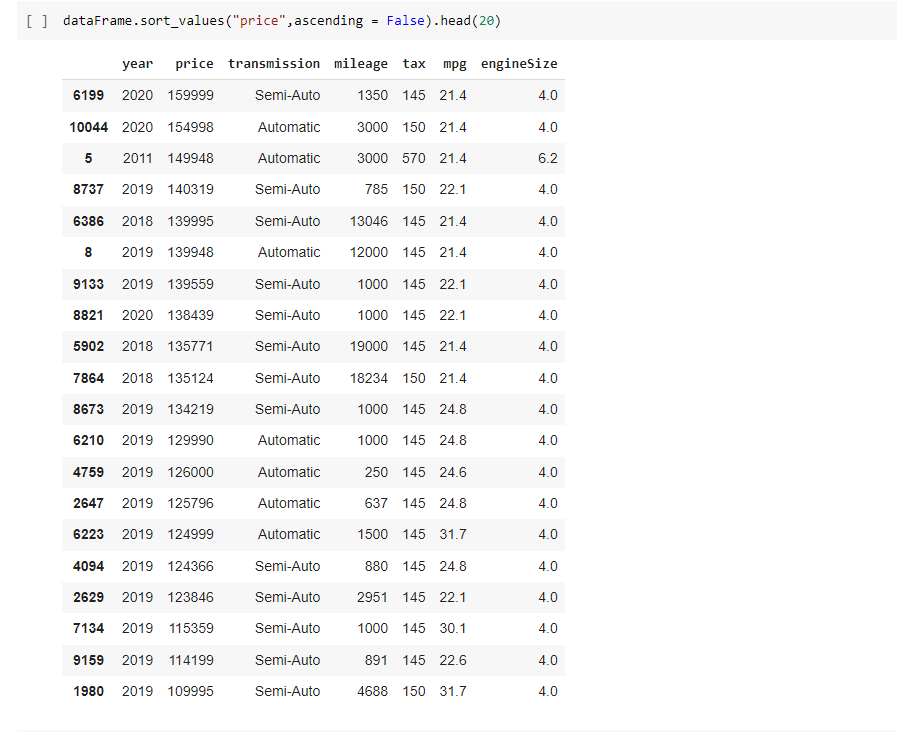 [ ] dataFrame.sort_values("price",ascending = False).head(20)
year price transmission mileage tax mpg engineSize
6199 2020 159999 Semi-Auto 1350 145 21.4 4.0
10044 2020 154998 Automatic 3000 150 21.4 4.0
5 2011 149948 Automatic 3000 570 21.4 6.2
8737 2019 140319 Semi-Auto 785 150 22.1 4.0
6386 2018 139995 Semi-Auto 13046 145 21.4 4.0
8 2019 139948 Automatic 12000 145 21.4 4.0
9133 2019 139559 Semi-Auto 1000 145 22.1 4.0
8821 2020 138439 Semi-Auto 1000 145 22.1 4.0
5902 2018 135771 Semi-Auto 19000 145 21.4 4.0
7864 2018 135124 Semi-Auto 18234 150 21.4 4.0
8673 2019 134219 Semi-Auto 1000 145 24.8 4.0
6210 2019 129990 Automatic 1000 145 24.8 4.0
4759 2019 126000 Automatic 250 145 24.6 4.0
2647 2019 125796 Automatic 637 145 24.8 4.0
6223 2019 124999 Automatic 1500 145 31.7 4.0
4094 2019 124366 Semi-Auto 880 145 24.8 4.0
2629 2019 123846 Semi-Auto 2951 145 22.1 4.0
7134 2019 115359 Semi-Auto 1000 145 30.1 4.0
9159 2019 114199 Semi-Auto 891 145 22.6 4.0
1980 2019 109995 Semi-Auto 4688 150 31.7 4.0